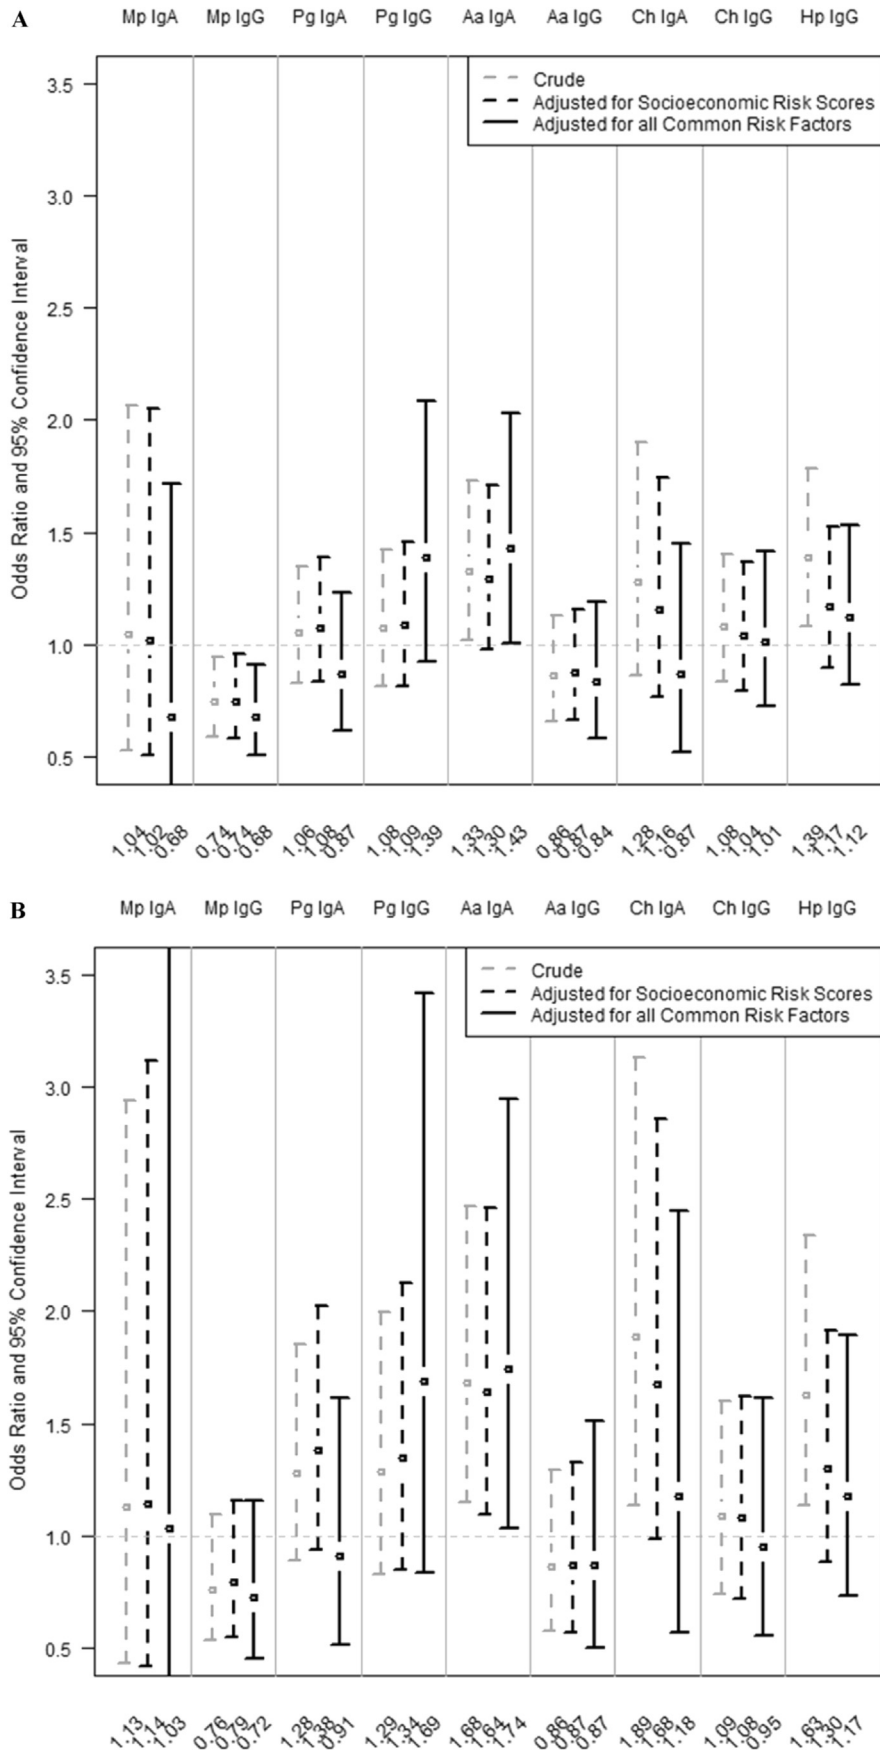 A
Mp IgA Mp IgG Pg IgA Pg IgG Aa IgA Aa IgG Ch IgA Ch IgG Hp IgG
Crude
Adjusted for Socioeconomic Risk Scores
Adjusted for all Common Risk Factors
Odds Ratio and 95% Confidence Interval
3.5
3.0
2.5
2.0
1.5
1.0
0.5
1.04 1.02 0.68 0.74 0.74 0.68 1.06 1.08 0.87 1.08 1.09 1.39 1.33 1.30 1.43 0.86 0.87 0.84 1.28 1.16 0.87 1.08 1.04 1.01 1.39 1.17 1.12
B
Mp IgA Mp IgG Pg IgA Pg IgG Aa IgA Aa IgG Ch IgA Ch IgG Hp IgG
Crude
Adjusted for Socioeconomic Risk Scores
Adjusted for all Common Risk Factors
Odds Ratio and 95% Confidence Interval
3.5
3.0
2.5
2.0
1.5
1.0
0.5
1.13 1.14 1.03 0.76 0.79 0.72 1.28 1.38 0.91 1.29 1.34 1.69 1.68 1.64 1.74 0.86 0.87 0.87 1.89 1.68 1.18 1.09 1.08 0.95 1.63 1.30 1.17